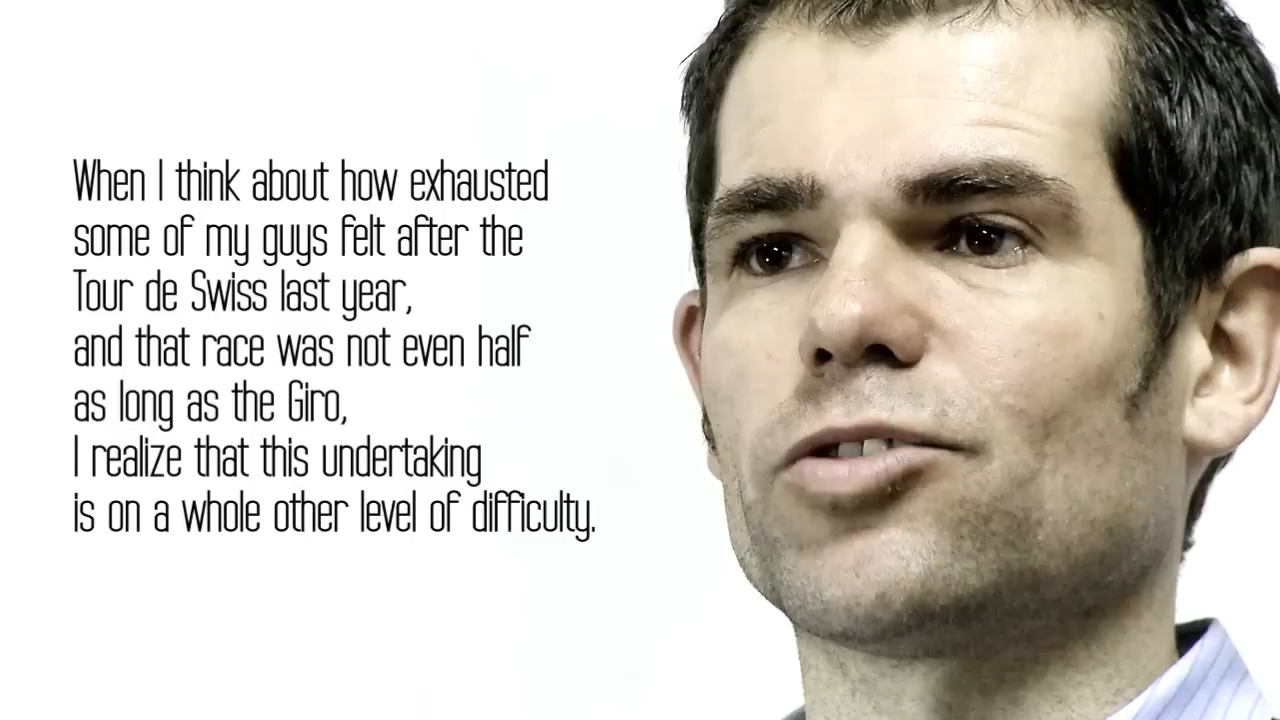 When I think about how exhausted
some of my guys felt after the
Tour de Swiss last year,
and that race was not even half
as long as the Giro,
I realize that this undertaking
is on a whole other level of difficulty.